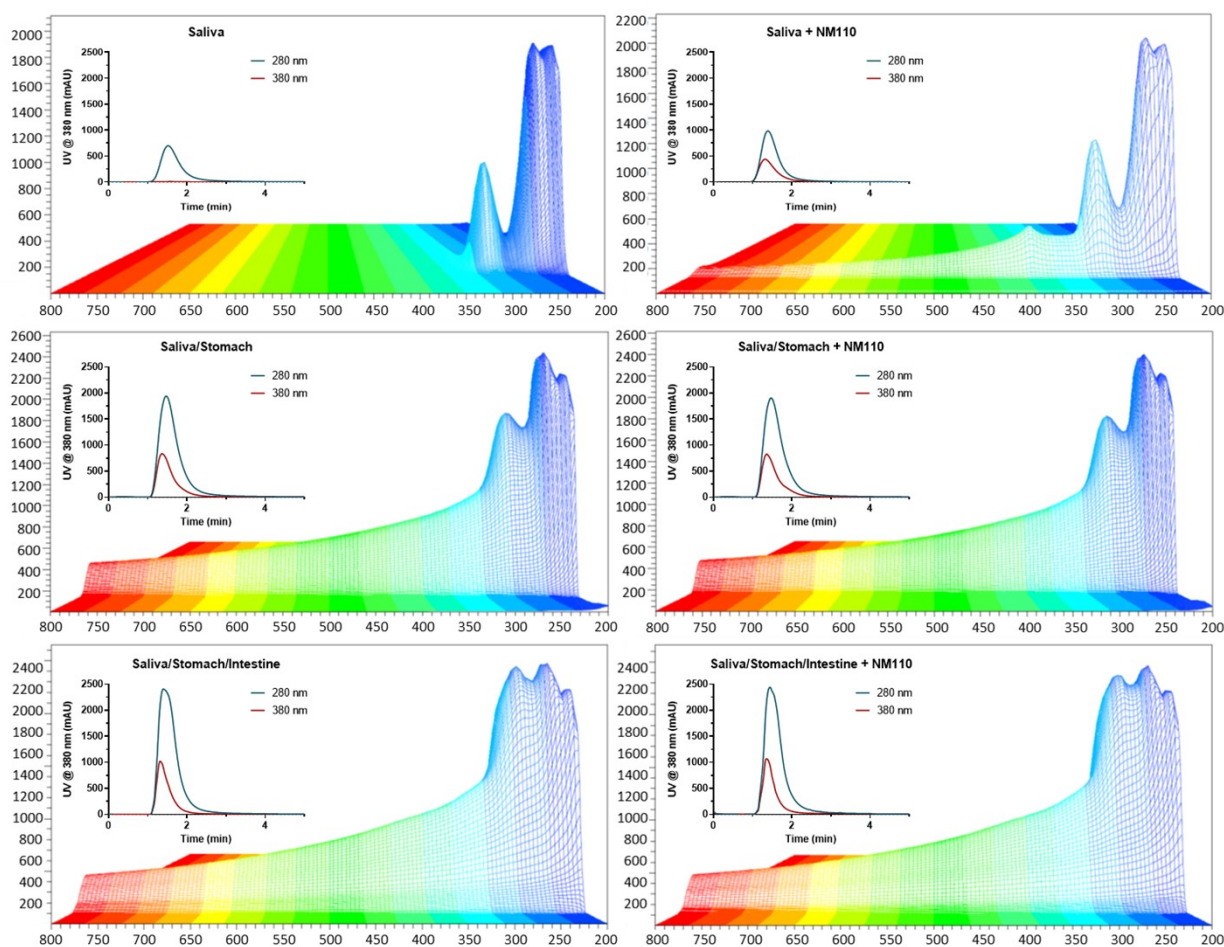 Saliva
2000
1800
1600
1400
1200
1000
800
600
400
200
800 750 700 650 600 550 500 450 400 350 300 250 200
UV @ 380 nm (mAU)
2500
2000
1500
1000
500
0
0 2 4
Time (min)
280 nm
380 nm
Saliva + NM110
2200
2000
1800
1600
1400
1200
1000
800
600
400
200
800 750 700 650 600 550 500 450 400 350 300 250 200
UV @ 380 nm (mAU)
2500
2000
1500
1000
500
0
0 2 4
Time (min)
280 nm
380 nm
Saliva/Stomach
2600
2400
2200
2000
1800
1600
1400
1200
1000
800
600
400
200
800 750 700 650 600 550 500 450 400 350 300 250 200
UV @ 380 nm (mAU)
2500
2000
1500
1000
500
0
0 2 4
Time (min)
280 nm
380 nm
Saliva/Stomach + NM110
2600
2400
2200
2000
1800
1600
1400
1200
1000
800
600
400
200
800 750 700 650 600 550 500 450 400 350 300 250 200
UV @ 380 nm (mAU)
2500
2000
1500
1000
500
0
0 2 4
Time (min)
280 nm
380 nm
Saliva/Stomach/Intestine
2400
2200
2000
1800
1600
1400
1200
1000
800
600
400
200
800 750 700 650 600 550 500 450 400 350 300 250 200
UV @ 380 nm (mAU)
2500
2000
1500
1000
500
0
0 2 4
Time (min)
280 nm
380 nm
Saliva/Stomach/Intestine + NM110
2400
2200
2000
1800
1600
1400
1200
1000
800
600
400
200
800 750 700 650 600 550 500 450 400 350 300 250 200
UV @ 380 nm (mAU)
2500
2000
1500
1000
500
0
0 2 4
Time (min)
280 nm
380 nm